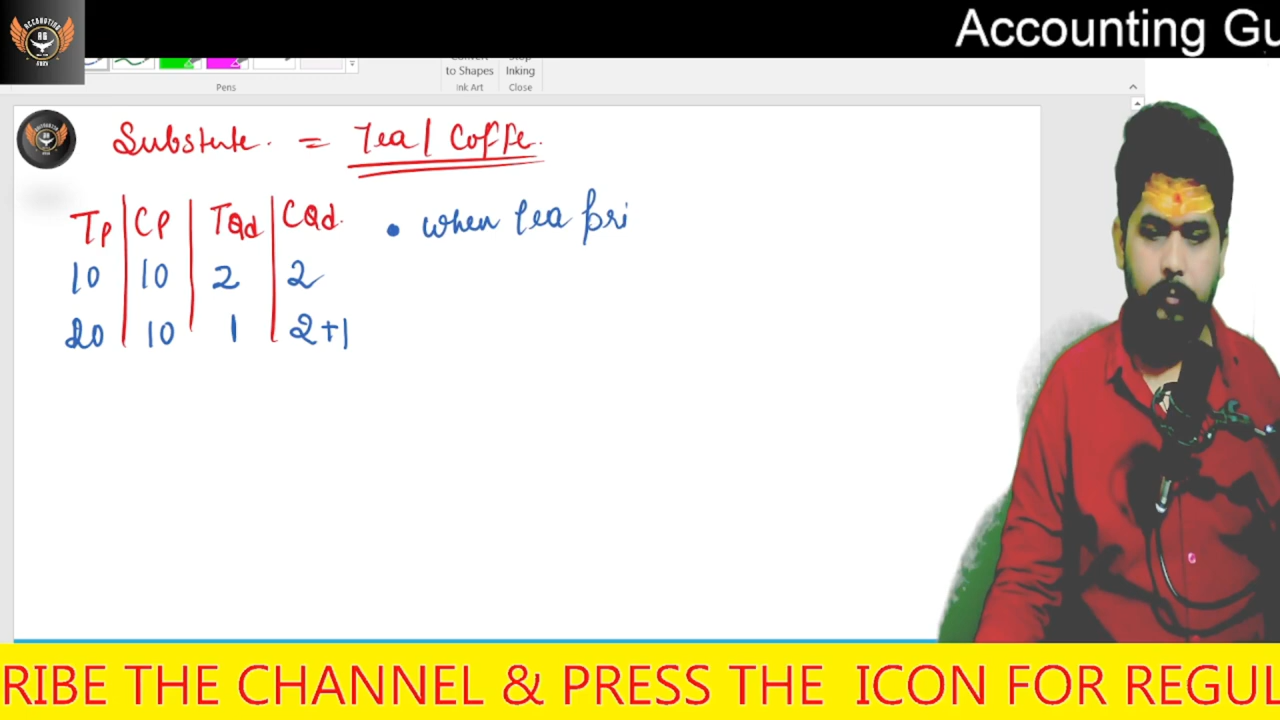 Accounting Gu
to Shapes
Inking
Pens
Ink Art
Close
Substute. = Tea/Coffe.
TP CP TQd CQd.
10 10 2 2
20 10 1 2+1
• when tea pri
RIBE THE CHANNEL & PRESS THE ICON FOR REGUL